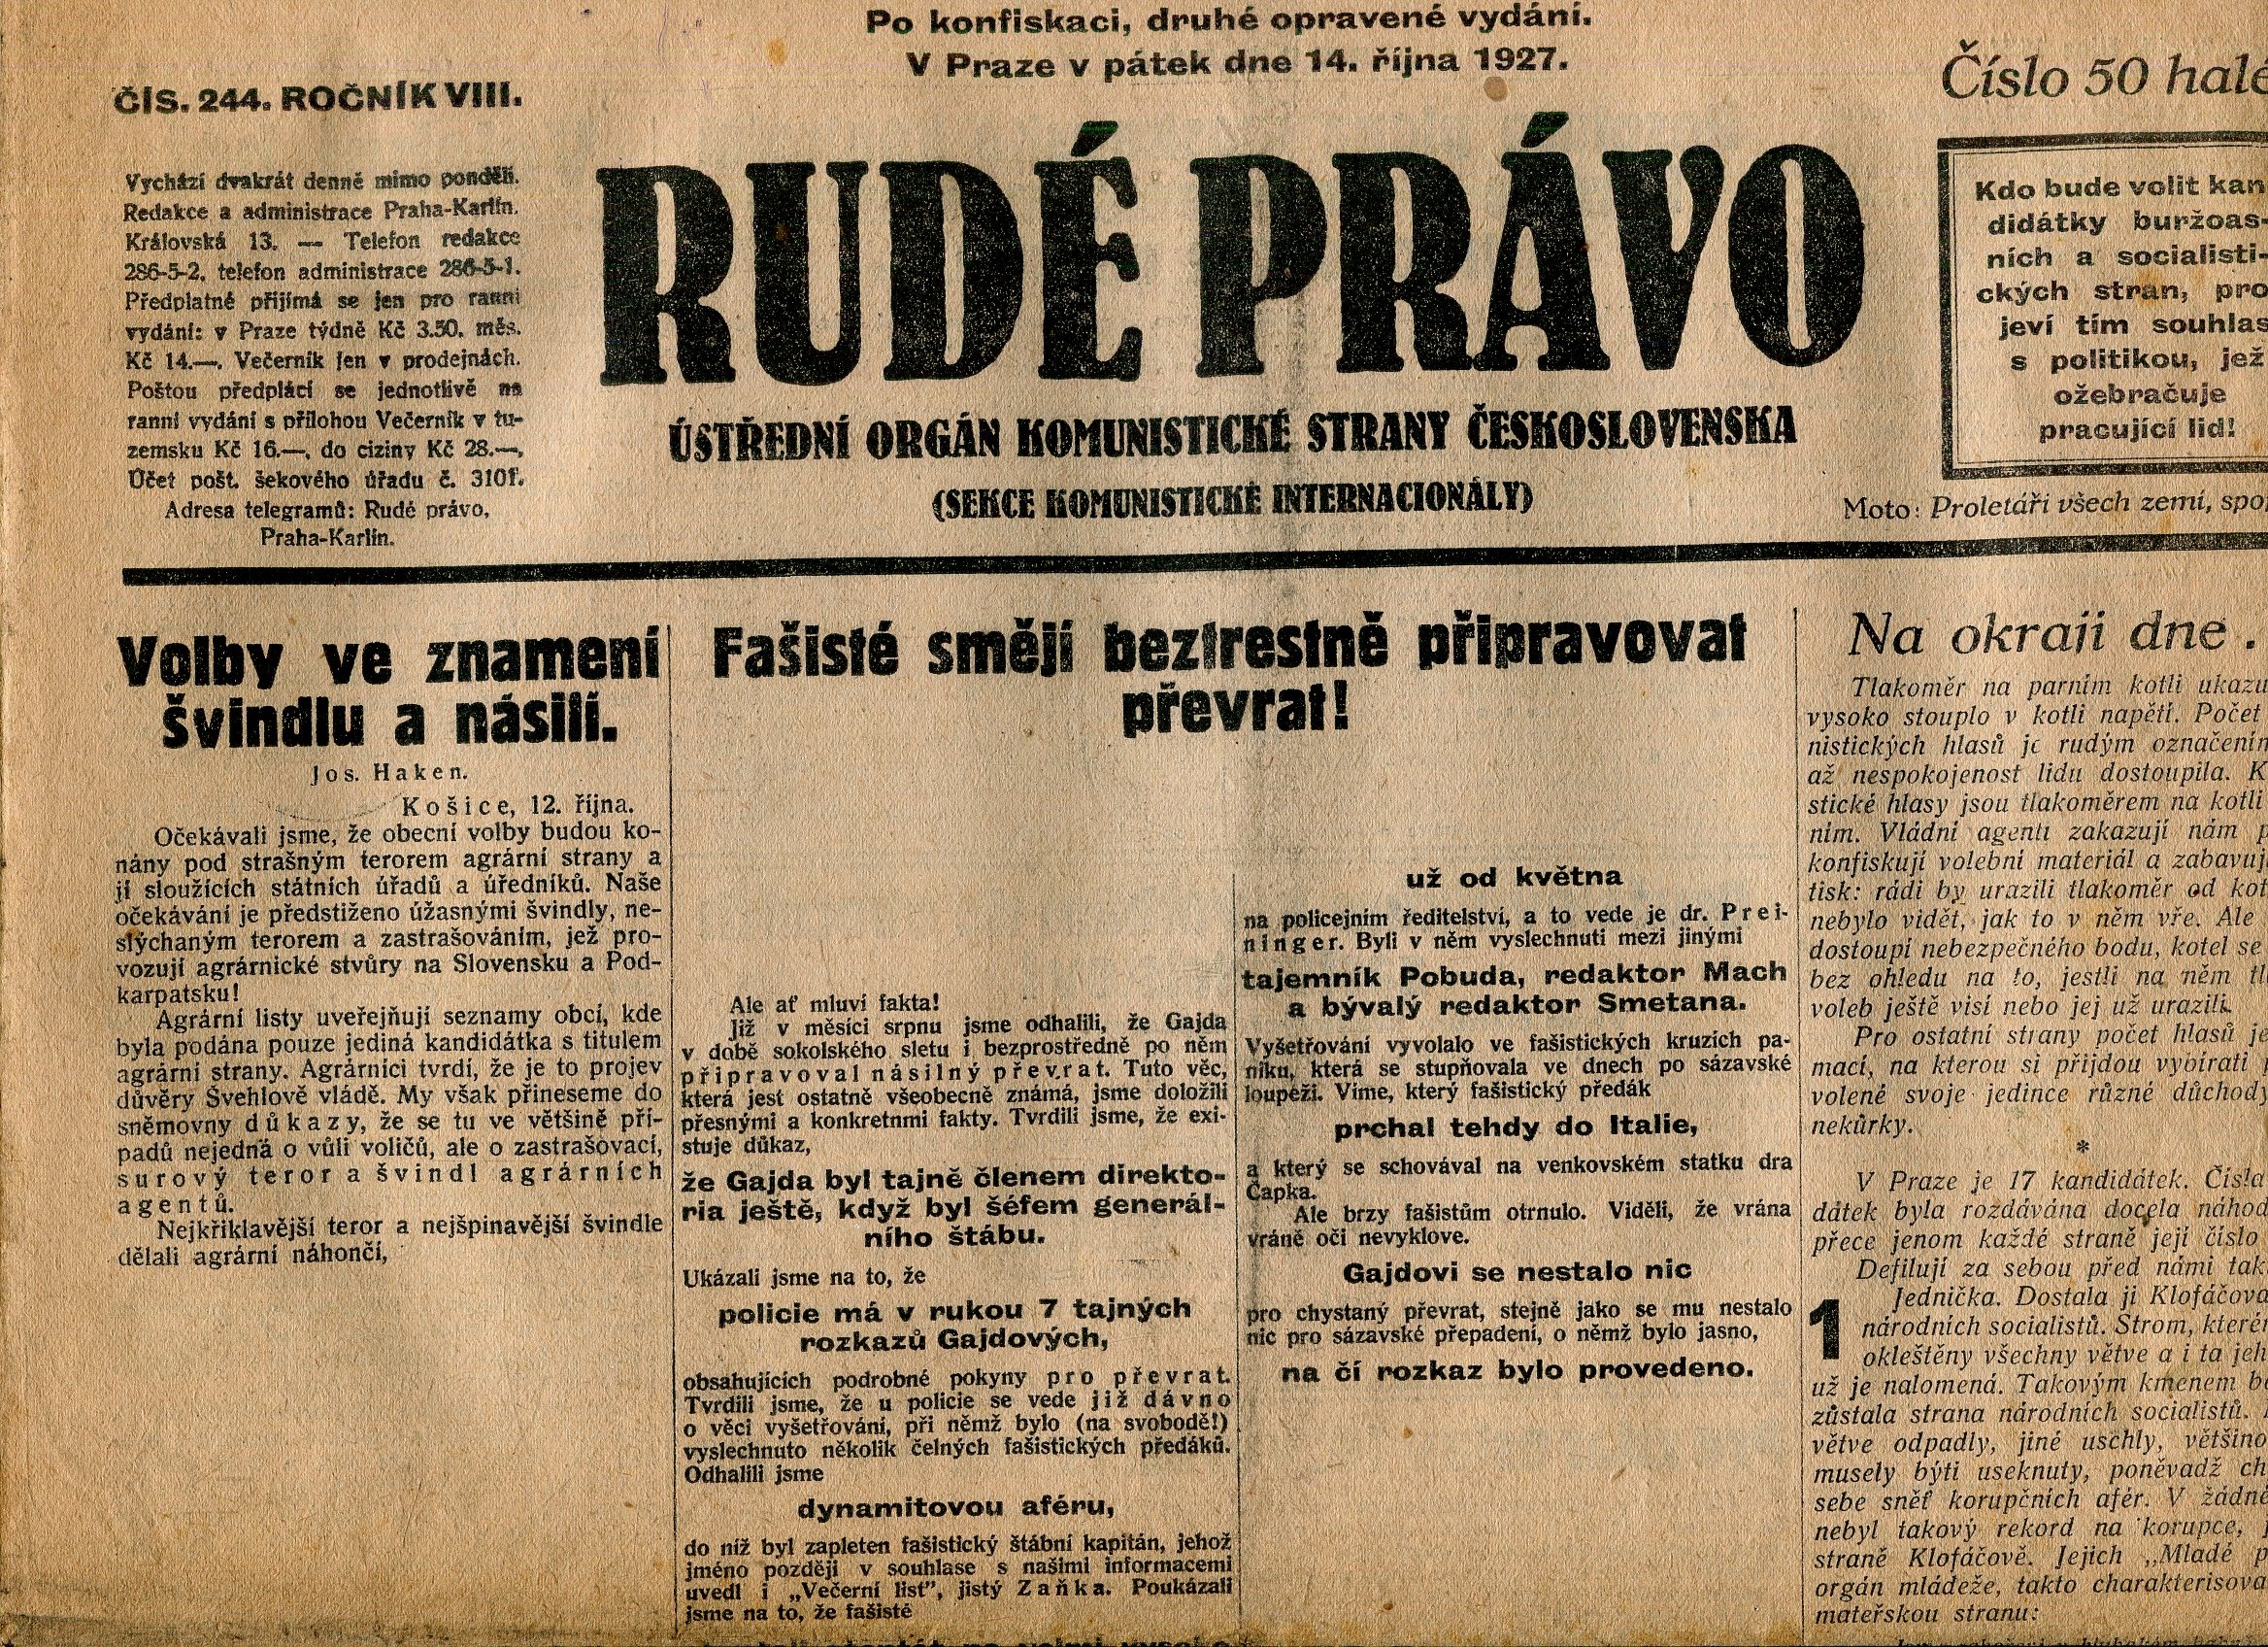 Po konfiskaci, druhé opravené vydání.
V Praze v pátek dne 14. října 1927.
ČÍS. 244. ROČNÍK VIII.
Číslo 50 halé
Vychází dvakrát denně mimo pondělí.
Redakce a administrace Praha-Karlín.
Královská 13. — Telefon redakce
286-5-2, telefon administrace 286-5-1.
Předplatné přijímá se jen pro ranní
vydání: v Praze týdně Kč 3.50, měs.
Kč 14.—. Večerník jen v prodejnách.
Poštou předplácí se jednotlivě na
ranní vydání s přílohou Večerník v tu-
zemsku Kč 16.—, do ciziny Kč 28.—,
Účet pošt. šekového úřadu č.
Adresa telegramů: Rudé právo,
Praha-Karlín.
RUDÉ PRÁVO
ÚSTŘEDNÍ ORGÁN KOMUNISTICKÉ STRANY ČESKOSLOVENSKA
(SEKCE KOMUNISTICKÉ INTERNACIONÁLY)
Kdo bude volit kan
didátky buržoas-
ních a socialisti-
ckých stran, pro
jeví tím souhlas
s politikou, jež
ožebračuje
pracující lid!
Moto: Proletáři všech zemí, spo
Volby ve znamení
švindlu a násilí.
Jos. Haken.
Košice, 12. října.
Očekávali jsme, že obecní volby budou ko-
nány pod strašným terorem agrární strany a
jí sloužících státních úřadů a úředníků. Naše
očekávání je předstiženo úžasnými švindly, ne-
slýchaným terorem a zastrašováním, jež pro-
vozují agrárnické stvůry na Slovensku a Pod-
karpatsku!
Agrární listy uveřejňují seznamy obcí, kde
byla podána pouze jediná kandidátka s titulem
agrární strany. Agrárníci tvrdí, že je to projev
důvěry Švehlově vládě. My však přineseme do
sněmovny důkazy, že se tu ve většině pří-
padů nejedná o vůli voličů, ale o zastrašovací,
surový teror a švindl agrárních
agentů.
Nejkřiklavější teror a nejšpinavější švindle
dělali agrární náhončí,
Fašisté smějí beztrestně připravovat
převrat!
Ale ať mluví fakta!
Již v měsíci srpnu jsme odhalili, že Gajda
v době sokolského sletu i bezprostředně po něm
připravoval násilný převrat. Tuto věc,
která jest ostatně všeobecně známá, jsme doložili
přesnými a konkretnmi fakty. Tvrdili jsme, že exi-
stuje důkaz,
že Gajda byl tajně členem direkto-
ria ještě, když byl šéfem generál-
ního štábu.
Ukázali jsme na to, že
policie má v rukou 7 tajných
rozkazů Gajdových,
obsahujících podrobné pokyny pro převrat.
Tvrdili jsme, že u policie se vede již dávno
o věci vyšetřování, při němž bylo (na svobodě!)
vyslechnuto několik čelných fašistických předáků.
Odhalili jsme
dynamitovou aféru,
do níž byl zapleten fašistický štábní kapitán, jehož
jméno později v souhlase s našimi informacemi
uvedl i „Večerní list“, jistý Zaňka. Poukázali
jsme na to, že fašisté
už od května
na policejním ředitelství, a to vede je dr. Prei-
ninger. Byli v něm vyslechnuti mezi jinými
tajemník Pobuda, redaktor Mach
a bývalý redaktor Smetana.
Vyšetřování vyvolalo ve fašistických kruzích pa-
niku, která se stupňovala ve dnech po sázavské
loupeži. Víme, který fašistický předák
prchal tehdy do Italie,
a který se schovával na venkovském statku dra
Čapka.
Ale brzy fašistům otrnulo. Viděli, že vrána
vráně oči nevyklove.
Gajdovi se nestalo nic
pro chystaný převrat, stejně jako se mu nestalo
nic pro sázavské přepadení, o němž bylo jasno,
na čí rozkaz bylo provedeno.
Na okraji dne .
Tlakoměr na parním kotli ukazu
vysoko stouplo v kotli napětí. Počet
nistických hlasů je rudým označením
až nespokojenost lidu dostoupila. K
stické hlasy jsou tlakoměrem na kotli
ním. Vládní agenti zakazují nám p
konfiskují volební materiál a zabavuj
tisk: rádi by urazili tlakoměr od kot
nebylo vidět, jak to v něm vře. Ale
dostoupí nebezpečného bodu, kotel se
bez ohledu na to, jestli na něm tl
voleb ještě visí nebo jej už urazili.
Pro ostatní strany počet hlasů je
mací, na kterou si přijdou vybírati p
volené svoje jedince různé důchody
nekůrky.
*
V Praze je 17 kandidátek. Čísla
dátek byla rozdávána docela náhod
přece jenom každé straně její číslo
Defilují za sebou před námi tak
1 Jednička. Dostala ji Klofáčova
národních socialistů. Strom, které
okleštěny všechny větve a i ta jeh
už je nalomená. Takovým kmenem b
zůstala strana národních socialistů.
větve odpadly, jiné uschly, většino
musely býti useknuty, poněvadž ch
sebe sněť korupčních afér. V žádné
nebyl takový rekord na korupce, j
straně Klofáčově. Jejich „Mladé p
orgán mládeže, takto charakterisova
mateřskou stranu: